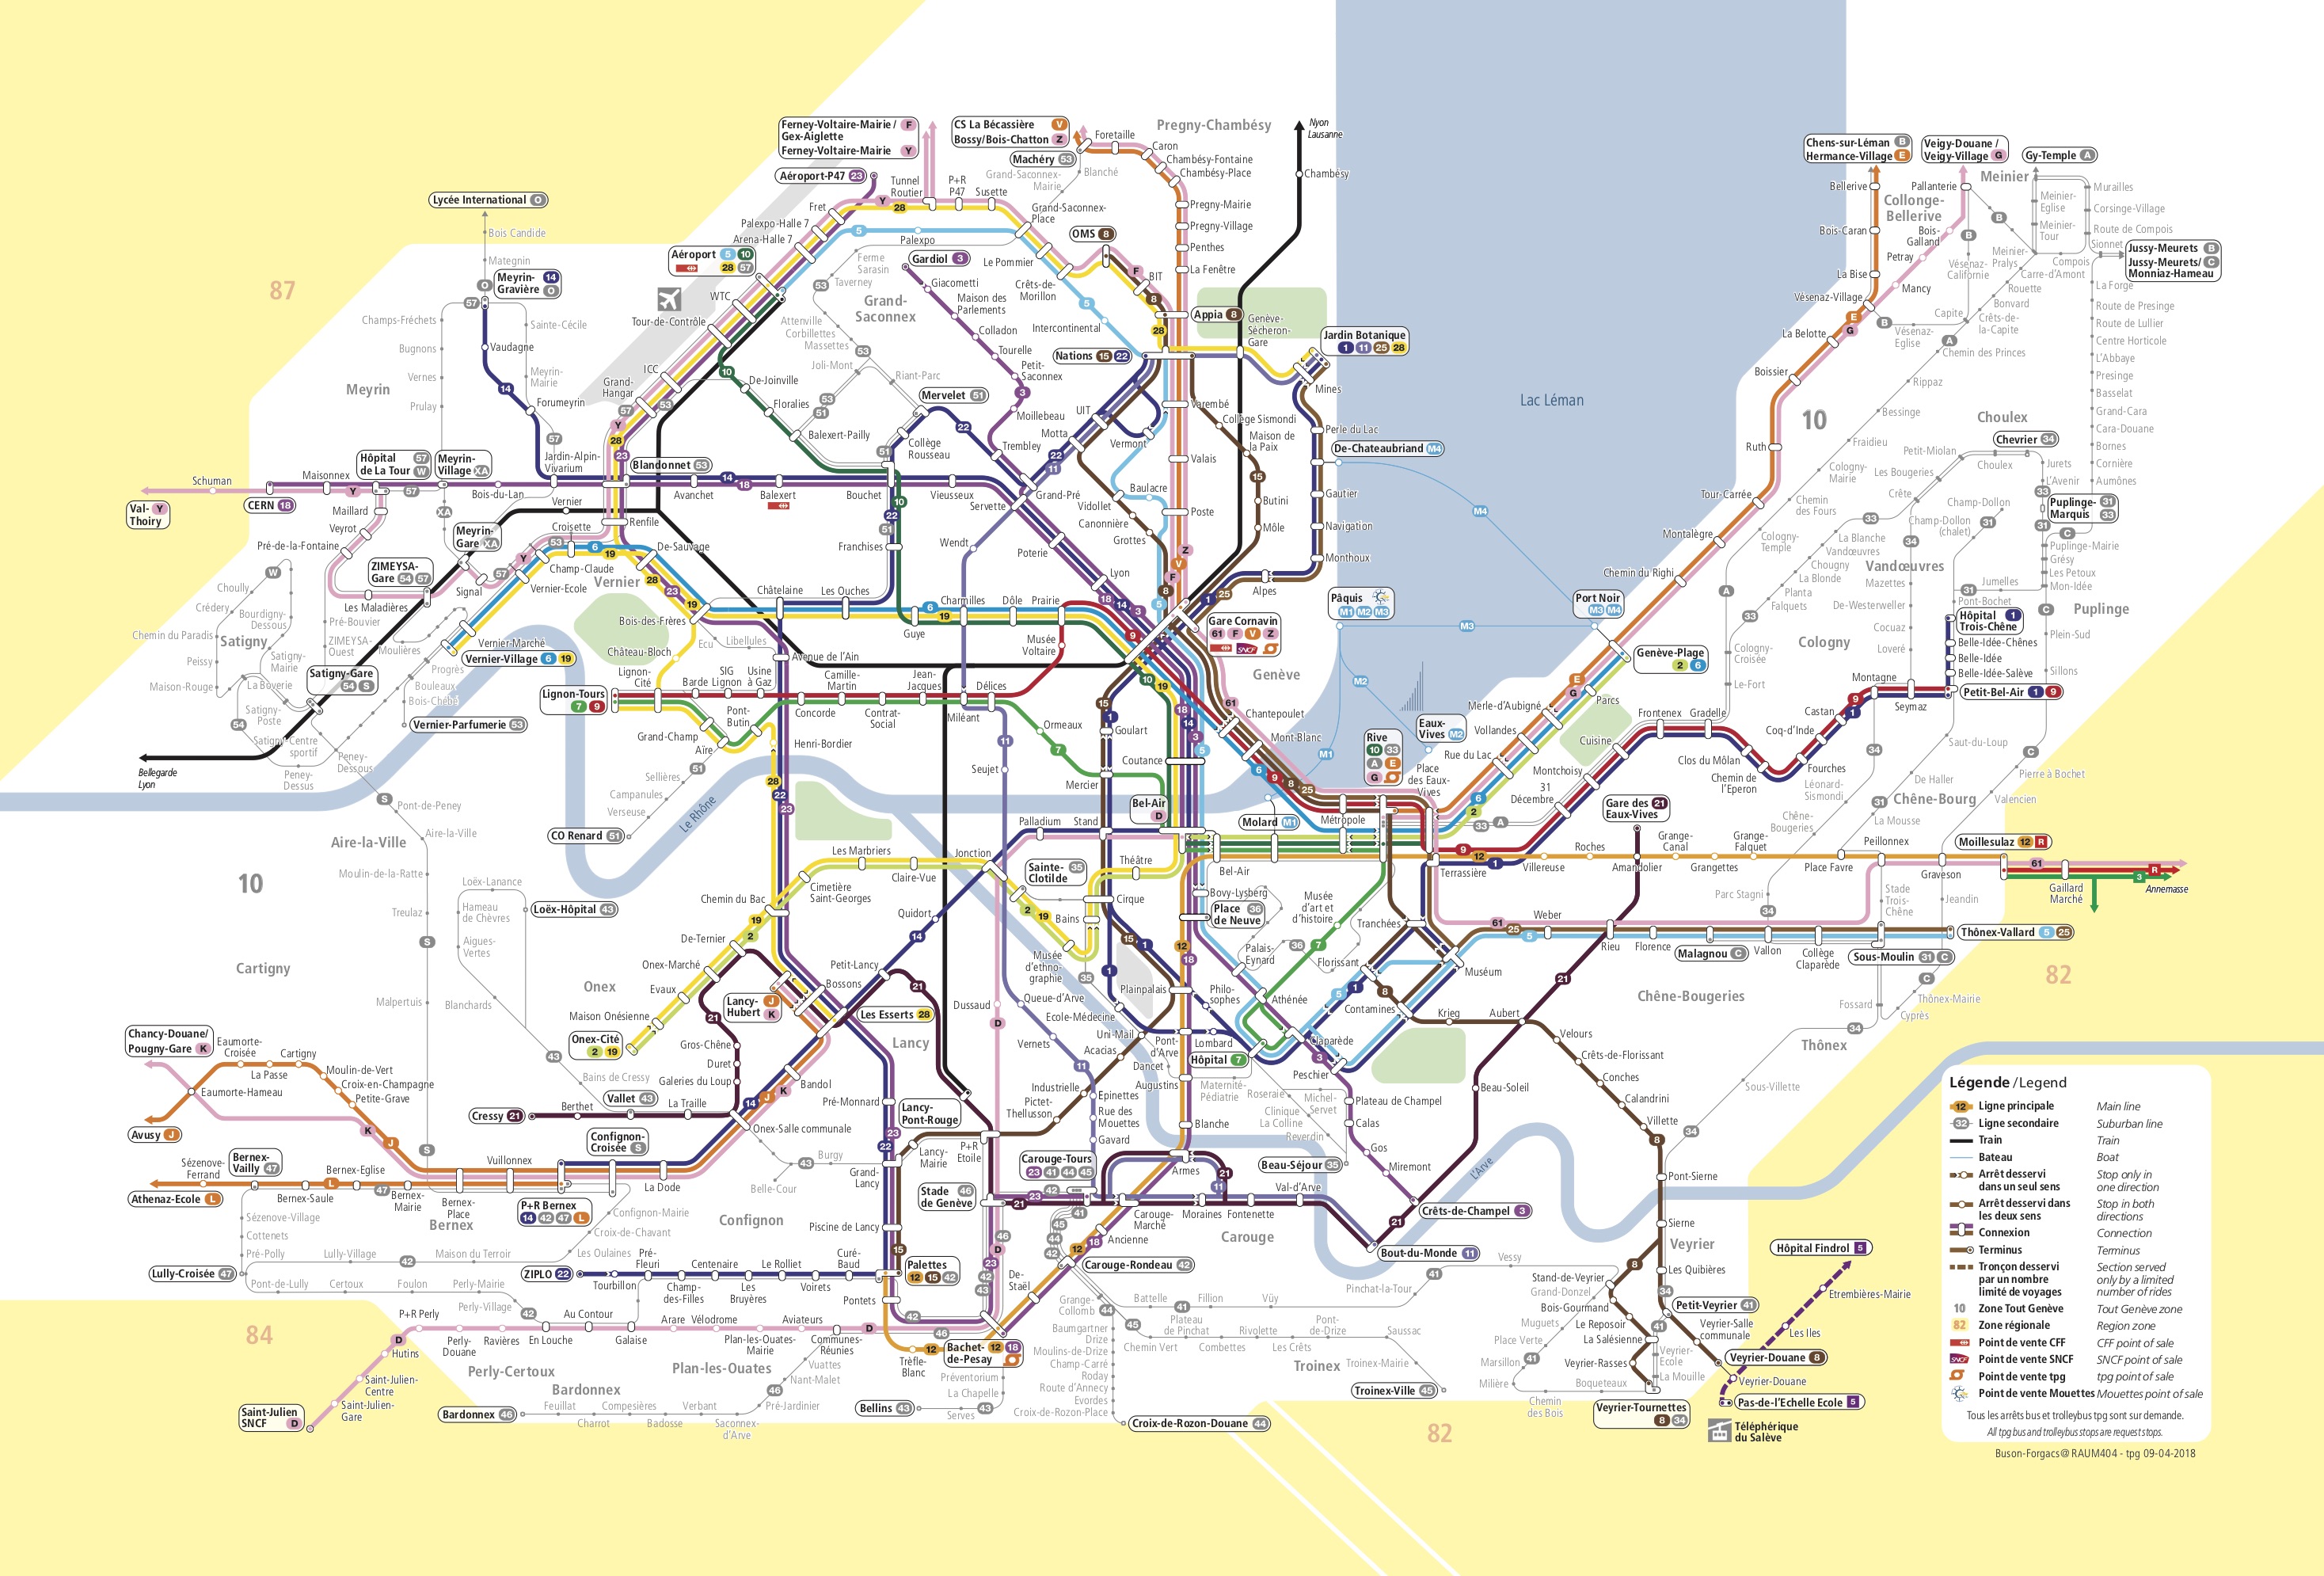 Ferney-Voltaire-Mairie / F
Gex-Aiglette
Ferney-Voltaire-Mairie Y
CS La Bécassière V
Bossy/Bois-Chatton Z
Machéry 53
Foretaille
Pregny-Chambésy
Nyon
Lausanne
Chambésy
Caron
Chambésy-Fontaine
Chambésy-Place
Pregny-Mairie
Pregny-Village
Penthes
La Fenêtre
Aéroport-P47 23
Tunnel
Routier
P+R
P47
Susette
Grand-Saconnex-
Mairie
Blanché
Grand-Saconnex-
Place
Fret
Palexpo-Halle 7
Arena-Halle 7
Palexpo
OMS 8
Le Pommier
BIT
Crêts-de-
Morillon
Intercontinental
Appia 8
Genève-
Sécheron-
Gare
Nations 15 22
Jardin Botanique
1 11 25 28
Mines
Lycée International O
Bois Candide
Mategnin
Meyrin-
Gravière
14
O
Aéroport 5 10
28 57
WTC
Tour-de-Contrôle
ICC
Grand-
Hangar
Gardiol 3
Ferme
Sarasin
Taverney
Giacometti
Maison des
Parlements
Colladon
Tourelle
Petit-
Saconnex
Moillebeau
Trembley
Grand-
Saconnex
Attenville
Corbillettes
Massettes
Joli-Mont
Riant-Parc
De-Joinville
Floralies
Balexert-Pailly
Mervelet 51
Collège
Rousseau
87
Champs-Fréchets
Bugnons
Vernes
Prulay
Meyrin
Sainte-Cécile
Vaudagne
Meyrin-
Mairie
Forumeyrin
Jardin-Alpin-
Vivarium
Hôpital
de La Tour
57
W
Meyrin-
Village XA
Blandonnet 53
Maisonnex
Schuman
Val-
Thoiry
Y
CERN 18
Bois-du-Lan
Vernier
Avanchet
Balexert
Bouchet
Vieusseux
Servette
Grand-Pré
Maillard
Veyrot
Pré-de-la-Fontaine
Meyrin-
Gare XA
Croisette
Renfile
ZIMEYSA-
Gare 54 57
Les Maladières
Signal
Champ-Claude
Vernier-Ecole
Vernier
De-Sauvage
Franchises
Wendt
Poterie
Lyon
UIT
Motta
Vermont
Varembé
Valais
Poste
Vidollet
Canonnière
Grottes
Baulacre
Collège Sismondi
Maison de
la Paix
Butini
Môle
Perle du Lac
De-Chateaubriand M4
Gautier
Navigation
Monthoux
Alpes
Lac Léman
Pâquis
M1 M2 M3
Gare Cornavin
61 F V Z
SNCF
Genève
Port Noir
M3 M4
Genève-Plage
2 6
Choully
Crédery
Bourdigny-
Dessous
Chemin du Paradis
Satigny
Peissy
Maison-Rouge
Satigny-
Mairie
La Boverie
Satigny-
Poste
Satigny-Centre
sportif
Peney-
Dessus
Peney-
Dessous
Pré-Bouvier
ZIMEYSA-
Ouest
Moulières
Progrès
Bouleaux
Bois-Chébé
Satigny-Gare
54 S
Vernier-Marché
Vernier-Village 6 19
Vernier-Parfumerie 53
Bellegarde
Lyon
Bois-des-Frères
Château-Bloch
Ecu
Libellules
Châtelaine
Les Ouches
Guye
Charmilles
Dôle
Prairie
Musée
Voltaire
Avenue de l'Ain
Lignon-Tours
7 9
Lignon-
Cité
Barde
SIG
Lignon
Usine
à Gaz
Camille-
Martin
Jean-
Jacques
Délices
Concorde
Contrat-
Social
Miléant
Pont-
Butin
Grand-Champ
Aïre
Henri-Bordier
Sellières
Campanules
Verseuse
CO Renard 51
Le Rhône
Seujet
Ormeaux
Mercier
Goulart
Coutance
Chantepoulet
Mont-Blanc
Bel-Air
D
Molard M1
Métropole
Rive
10 33
A E
G
Place
des Eaux-
Vives
Eaux-
Vives M2
Merle-d'Aubigné
Vollandes
Rue du Lac
Parcs
Cuisine
Montchoisy
31
Décembre
Frontenex
Gradelle
Clos du Môlan
Chemin de
l'Eperon
Fourches
Coq-d'Inde
Castan
Montagne
Seymaz
Petit-Bel-Air 1 9
Chens-sur-Léman B
Hermance-Village E
Veigy-Douane /
Veigy-Village G
Gy-Temple A
Meinier
Bellerive
Bois-Caran
La Bise
Vésenaz-Village
La Belotte
Boissier
Ruth
Tour-Carrée
Montalègre
Chemin du Righi
Pallanterie
Collonge-
Bellerive
Bois-
Galland
Petray
Mancy
Vésenaz-
Californie
Vésenaz-
Eglise
Capite
Crêts-de-
la-Capite
Bonvard
Rouette
Meinier-
Pralys
Carre-d'Amont
Compois
Meinier-
Eglise
Meinier-
Tour
Murailles
Corsinge-Village
Route de Compois
Sionnet
Jussy-Meurets B
Jussy-Meurets/ C
Monniaz-Hameau
La Forge
Route de Presinge
Route de Lullier
Centre Horticole
L'Abbaye
Presinge
Basselat
Grand-Cara
Cara-Douane
Bornes
Cornière
Aumônes
10
Chemin des Princes
Rippaz
Bessinge
Fraidieu
Cologny-
Mairie
Chemin
des Fours
Cologny-
Temple
Choulex
Chevrier 34
Choulex
Petit-Miolan
Les Bougeries
Crête
Champ-Dollon
Champ-Dollon
(chalet)
Jurets
L'Avenir
Puplinge-
Marquis
31
33
La Blanche
Vandœuvres
Chougny
La Blonde
Planta
Falquets
Vandœuvres
Mazettes
De-Westerweller
Cocuaz
Loveré
Jumelles
Pont-Bochet
Puplinge-Mairie
Grésy
Les Petoux
Mon-Idée
Puplinge
Plein-Sud
Sillons
Hôpital 1
Trois-Chêne
Belle-Idée-Chênes
Belle-Idée
Belle-Idée-Salève
Cologny
Cologny-
Croisée
Le-Fort
Saut-du-Loup
De Haller
Pierre à Bochet
Léonard-
Sismondi
Chêne-
Bougeries
Chêne-Bourg
La Mousse
Valencien
Peillonnex
Gare des
Eaux-Vives 21
Grange-
Canal
Grange-
Falquet
Roches
Villereuse
Amandolier
Grangettes
Place Favre
Graveson
Moillesulaz 12 R
Gaillard
Marché
Annemasse
Parc Stagni
Stade
Trois-
Chêne
Jeandin
Terrassière
Weber
Rieu
Florence
Malagnou C
Vallon
Collège
Claparède
Sous-Moulin 31 C
Thônex-Vallard 5 25
82
Fossard
Thônex-Mairie
Cyprès
Thônex
Sous-Villette
Chêne-Bougeries
Aire-la-Ville
10
Pont-de-Peney
Aire-la-Ville
Moulin-de-la-Ratte
Treulaz
Malpertuis
Loëx-Lanance
Hameau
de Chèvres
Aigues-
Vertes
Blanchards
Loëx-Hôpital 43
Cartigny
Les Marbriers
Claire-Vue
Cimetière
Saint-Georges
Chemin du Bac
De-Ternier
Onex-Marché
Evaux
Onex
Maison Onésienne
Onex-Cité
2 19
Jonction
Palladium
Stand
Quidort
Petit-Lancy
Bossons
Lancy-
Hubert
J
K
Les Esserts 28
Gros-Chêne
Duret
Galeries du Loup
Lancy
Bandol
Bains de Cressy
Vallet 43
Cressy 21
Berthet
La Traille
Onex-Salle communale
Pré-Monnard
Lancy-
Pont-Rouge
Sainte-
Clotilde 35
Théâtre
Cirque
Bains
Musée
d'ethno-
graphie
Dussaud
Queue-d'Arve
Vernets
Ecole-Médecine
Plainpalais
Uni-Mail
Acacias
Industrielle
Pictet-
Thellusson
Epinettes
Rue des
Mouettes
Gavard
Bel-Air
Bovy-Lysberg
Place
de Neuve 36
Musée
d'art et
d'histoire
Palais-
Eynard
Philo-
sophes
Athénée
Tranchées
Florissant
Contamines
Muséum
Claparède
Peschier
Hôpital 7
Lombard
Pont-
d'Arve
Dancet
Augustins
Blanche
Maternité-
Pédiatrie
Roseraie
Clinique
La Colline
Reverdin
Michel-
Servet
Beau-Séjour 35
Plateau de Champel
Calas
Gos
Miremont
Crêts-de-Champel 3
Krieg
Aubert
Beau-Soleil
Velours
Crêts-de-Florissant
Conches
Calandrini
Villette
Pont-Sierne
Sierne
Veyrier
Les Quibières
L'Arve
Chancy-Douane/
Pougny-Gare K
Eaumorte-
Croisée
Cartigny
La Passe
Moulin-de-Vert
Croix-en-Champagne
Petite-Grave
Eaumorte-Hameau
Avusy J
Bernex-
Vailly 47
Sézenove-
Ferrand
Bernex-Eglise
Vuillonnex
Athenaz-Ecole L
Bernex-Saule
Bernex-
Mairie
Bernex-
Place
Bernex
Confignon-
Croisée S
La Dode
P+R Bernex
14 42 47 L
Confignon-Mairie
Croix-de-Chavant
Les Oulaines
Confignon
Belle-Cour
Burgy
Grand-
Lancy
Lancy-
Mairie
P+R
Etoile
Stade
de Genève 46
Carouge-Tours
23 41 44 45
Armes
Carouge-
Marché
Moraines
Fontenette
Val-d'Arve
Ancienne
Carouge
Carouge-Rondeau 42
Bout-du-Monde 11
Sézenove-Village
Cottenets
Pré-Polly
Lully-Croisée 47
Lully-Village
Maison du Terroir
Pont-de-Lully
Certoux
Foulon
Perly-Mairie
Perly-Village
Au Contour
ZIPLO 22
Tourbillon
Pré-
Fleuri
Champ-
des-Filles
Centenaire
Les
Bruyères
Le Rolliet
Voirets
Curé-
Baud
Piscine de Lancy
Palettes
12 15 42
Pontets
De-
Staël
84
P+R Perly
Perly-
Douane
Ravières
En Louche
Galaise
Arare
Vélodrome
Plan-les-Ouates-
Mairie
Aviateurs
Communes-
Réunies
Trèfle-
Blanc
Bachet-
de-Pesay
12 18
Hutins
Saint-Julien-
Centre
Saint-Julien-
Gare
Saint-Julien
SNCF D
Perly-Certoux
Plan-les-Ouates
Bardonnex
Bardonnex 46
Feuillat
Charrot
Compesières
Badosse
Verbant
Saconnex-
d'Arve
Pré-Jardinier
Nant-Malet
Vuattes
Bellins 43
Serves
La Chapelle
Préventorium
Grange-
Collomb
Baumgartner
Drize
Moulins-de-Drize
Champ-Carré
Roday
Route d'Annecy
Evordes
Croix-de-Rozon-Place
Croix-de-Rozon-Douane 44
Battelle
Fillion
Vüy
Pinchat-la-Tour
Vessy
Chemin Vert
Plateau
de Pinchat
Combettes
Rivolette
Les Crêts
Pont-
de-Drize
Saussac
Troinex
Troinex-Mairie
Troinex-Ville 45
82
Stand-de-Veyrier
Grand-Donzel
Bois-Gourmand
Muguets
Le Reposoir
Place Verte
La Salésienne
Marsillon
Veyrier-Rasses
Milière
Boqueteaux
Chemin
des Bois
Veyrier-
Ecole
La Mouille
Petit-Veyrier 41
Veyrier-Salle
communale
Veyrier-Douane 8
Veyrier-Douane
Veyrier-Tournettes
8 34
Pas-de-l'Echelle Ecole 5
Hôpital Findrol 5
Etrembières-Mairie
Les Iles
Téléphérique
du Salève
Légende / Legend
12 Ligne principale Main line
32 Ligne secondaire Suburban line
Train Train
Bateau Boat
Arrêt desservi Stop only in
dans un seul sens one direction
Arrêt desservi dans Stop in both
les deux sens directions
Connexion Connection
Terminus Terminus
Tronçon desservi Section served
par un nombre only by a limited
limité de voyages number of rides
10 Zone Tout Genève Tout Genève zone
82 Zone régionale Region zone
Point de vente CFF CFF point of sale
SNCF Point de vente SNCF SNCF point of sale
Point de vente tpg tpg point of sale
Point de vente Mouettes Mouettes point of sale
Tous les arrêts bus et trolleybus tpg sont sur demande.
All tpg bus and trolleybus stops are request stops.
Buson-Forgacs@RAUM404 - tpg 09-04-2018